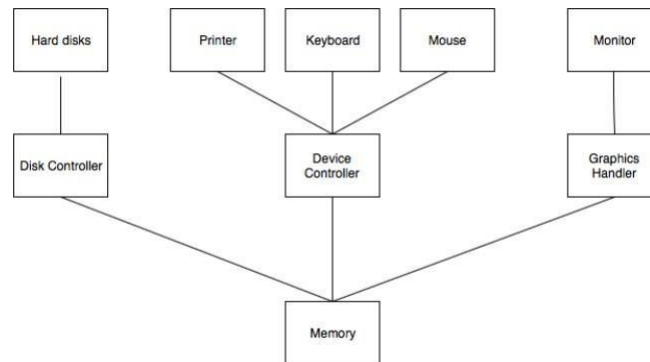 Hard disks
Printer
Keyboard
Mouse
Monitor
Disk Controller
Device
Controller
Graphics
Handler
Memory